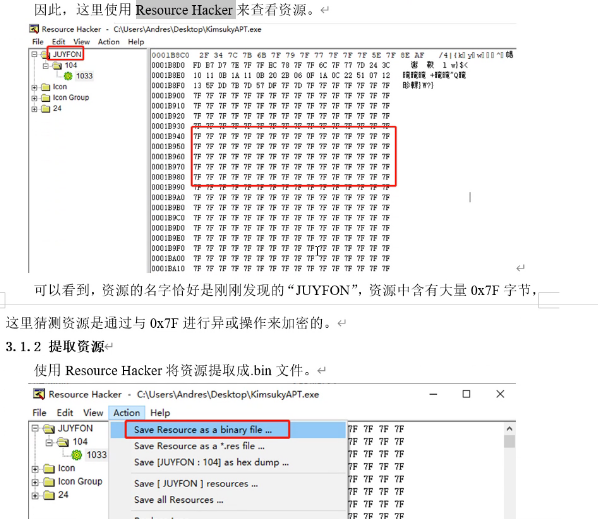 因此，这里使用 Resource Hacker 来查看资源。
Resource Hacker - C:\Users\Andres\Desktop\KimsukyAPT.exe
File Edit View Action Help
JUYFON
104
1033
Icon
Icon Group
24
0001B8C0 2F 34 7C 7B 6B 7F 79 7F 77 7F 7F 7F 5E 7F 8E AF
0001B8D0 FD B7 D7 7E 7F 7F BC 78 7F 7F 6C 7F 77 7D 24 3C
0001B8E0 10 11 0B 1A 11 0B 20 2B 06 0F 1A 0C 22 51 07 12
0001B8F0 13 5F DD 7B 7D 57 DF 7F 7D 7F 7F 7F 7F 7F 7F 7F
0001B900 7F 7F 7F 7F 7F 7F 7F 7F 7F 7F 7F 7F 7F 7F 7F 7F
0001B910 7F 7F 7F 7F 7F 7F 7F 7F 7F 7F 7F 7F 7F 7F 7F 7F
0001B920 7F 7F 7F 7F 7F 7F 7F 7F 7F 7F 7F 7F 7F 7F 7F 7F
0001B930 7F 7F 7F 7F 7F 7F 7F 7F 7F 7F 7F 7F 7F 7F 7F 7F
0001B940 7F 7F 7F 7F 7F 7F 7F 7F 7F 7F 7F 7F 7F 7F 7F 7F
0001B950 7F 7F 7F 7F 7F 7F 7F 7F 7F 7F 7F 7F 7F 7F 7F 7F
0001B960 7F 7F 7F 7F 7F 7F 7F 7F 7F 7F 7F 7F 7F 7F 7F 7F
0001B970 7F 7F 7F 7F 7F 7F 7F 7F 7F 7F 7F 7F 7F 7F 7F 7F
0001B980 7F 7F 7F 7F 7F 7F 7F 7F 7F 7F 7F 7F 7F 7F 7F 7F
0001B990 7F 7F 7F 7F 7F 7F 7F 7F 7F 7F 7F 7F 7F 7F 7F 7F
0001B9A0 7F 7F 7F 7F 7F 7F 7F 7F 7F 7F 7F 7F 7F 7F 7F 7F
0001B9B0 7F 7F 7F 7F 7F 7F 7F 7F 7F 7F 7F 7F 7F 7F 7F 7F
0001B9C0 7F 7F 7F 7F 7F 7F 7F 7F 7F 7F 7F 7F 7F 7F 7F 7F
0001B9D0 7F 7F 7F 7F 7F 7F 7F 7F 7F 7F 7F 7F 7F 7F 7F 7F
0001B9E0 7F 7F 7F 7F 7F 7F 7F 7F 7F 7F 7F 7F 7F 7F 7F 7F
0001B9F0 7F 7F 7F 7F 7F 7F 7F 7F 7F 7F 7F 7F 7F 7F 7F 7F
0001BA00 7F 7F 7F 7F 7F 7F 7F 7F 7F 7F 7F 7F 7F 7F 7F 7F
0001BA10 7F 7F 7F 7F 7F 7F 7F 7F 7F 7F 7F 7F 7F 7F 7F 7F
可以看到，资源的名字恰好是刚刚发现的“JUYFON”，资源中含有大量 0x7F 字节，
这里猜测资源是通过与 0x7F 进行异或操作来加密的。
3.1.2 提取资源
使用 Resource Hacker 将资源提取成.bin 文件。
Resource Hacker - C:\Users\Andres\Desktop\KimsukyAPT.exe
File Edit View Action Help
JUYFON
104
1033
Icon
Icon Group
24
Save Resource as a binary file ...
Save Resource as a *.res file ...
Save [JUYFON : 104] as hex dump ...
Save [ JUYFON ] resources ...
Save all Resources ...
7F 7F 7F 7F
7F 7F 7F 7F
7F 7F 7F 7F
7F 7F 7F 7F
7F 7F 7F 7F
7F 7F 7F 7F
7F 7F 7F 7F
7F 7F 7F 7F